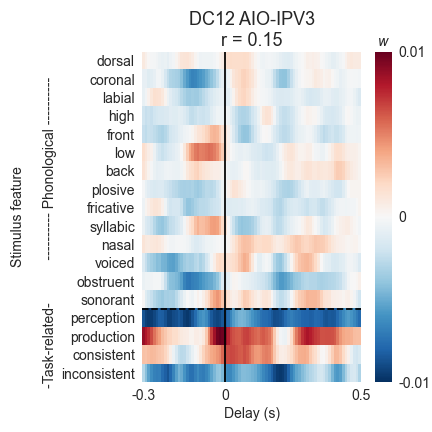 DC12 AIO-IPV3
r = 0.15
w
Stimulus feature
---------- Phonological ----------
-Task-related-
dorsal
coronal
labial
high
front
low
back
plosive
fricative
syllabic
nasal
voiced
obstruent
sonorant
perception
production
consistent
inconsistent
0.01
0
-0.01
-0.3
0
0.5
Delay (s)